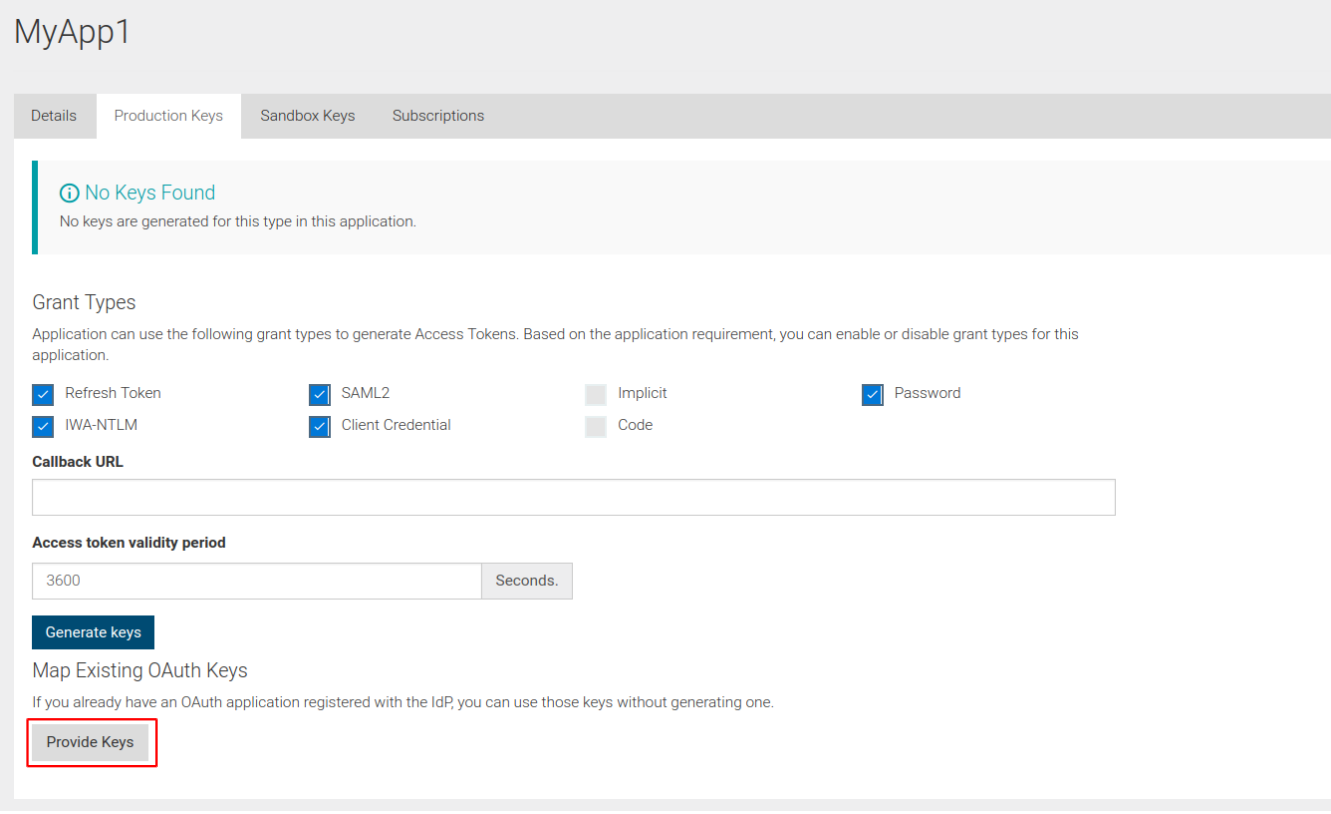 MyApp1
Details Production Keys Sandbox Keys Subscriptions
No Keys Found
No keys are generated for this type in this application.
Grant Types
Application can use the following grant types to generate Access Tokens. Based on the application requirement, you can enable or disable grant types for this
application.
Refresh Token SAML2 Implicit Password
IWA-NTLM Client Credential Code
Callback URL
Access token validity period
3600 Seconds.
Generate keys
Map Existing OAuth Keys
If you already have an OAuth application registered with the IdP, you can use those keys without generating one.
Provide Keys